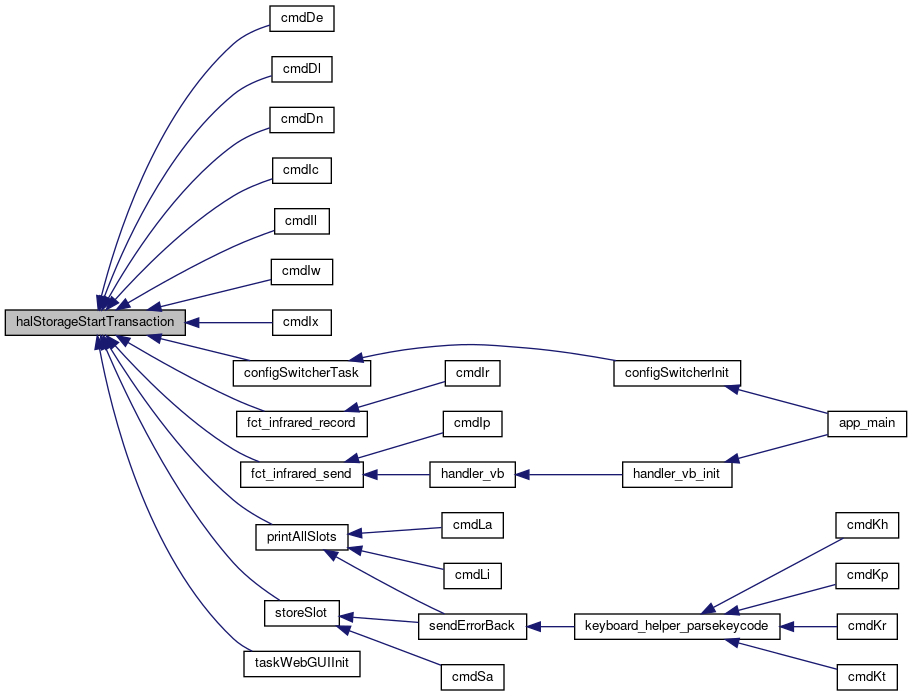 cmdDe
cmdDl
cmdDn
cmdIc
cmdIl
cmdIw
halStorageStartTransaction
cmdIx
configSwitcherTask
configSwitcherInit
cmdIr
fct_infrared_record
app_main
cmdIp
fct_infrared_send
handler_vb
handler_vb_init
cmdLa
cmdKh
printAllSlots
cmdLi
cmdKp
storeSlot
sendErrorBack
keyboard_helper_parsekeycode
cmdKr
taskWebGUIInit
cmdSa
cmdKt